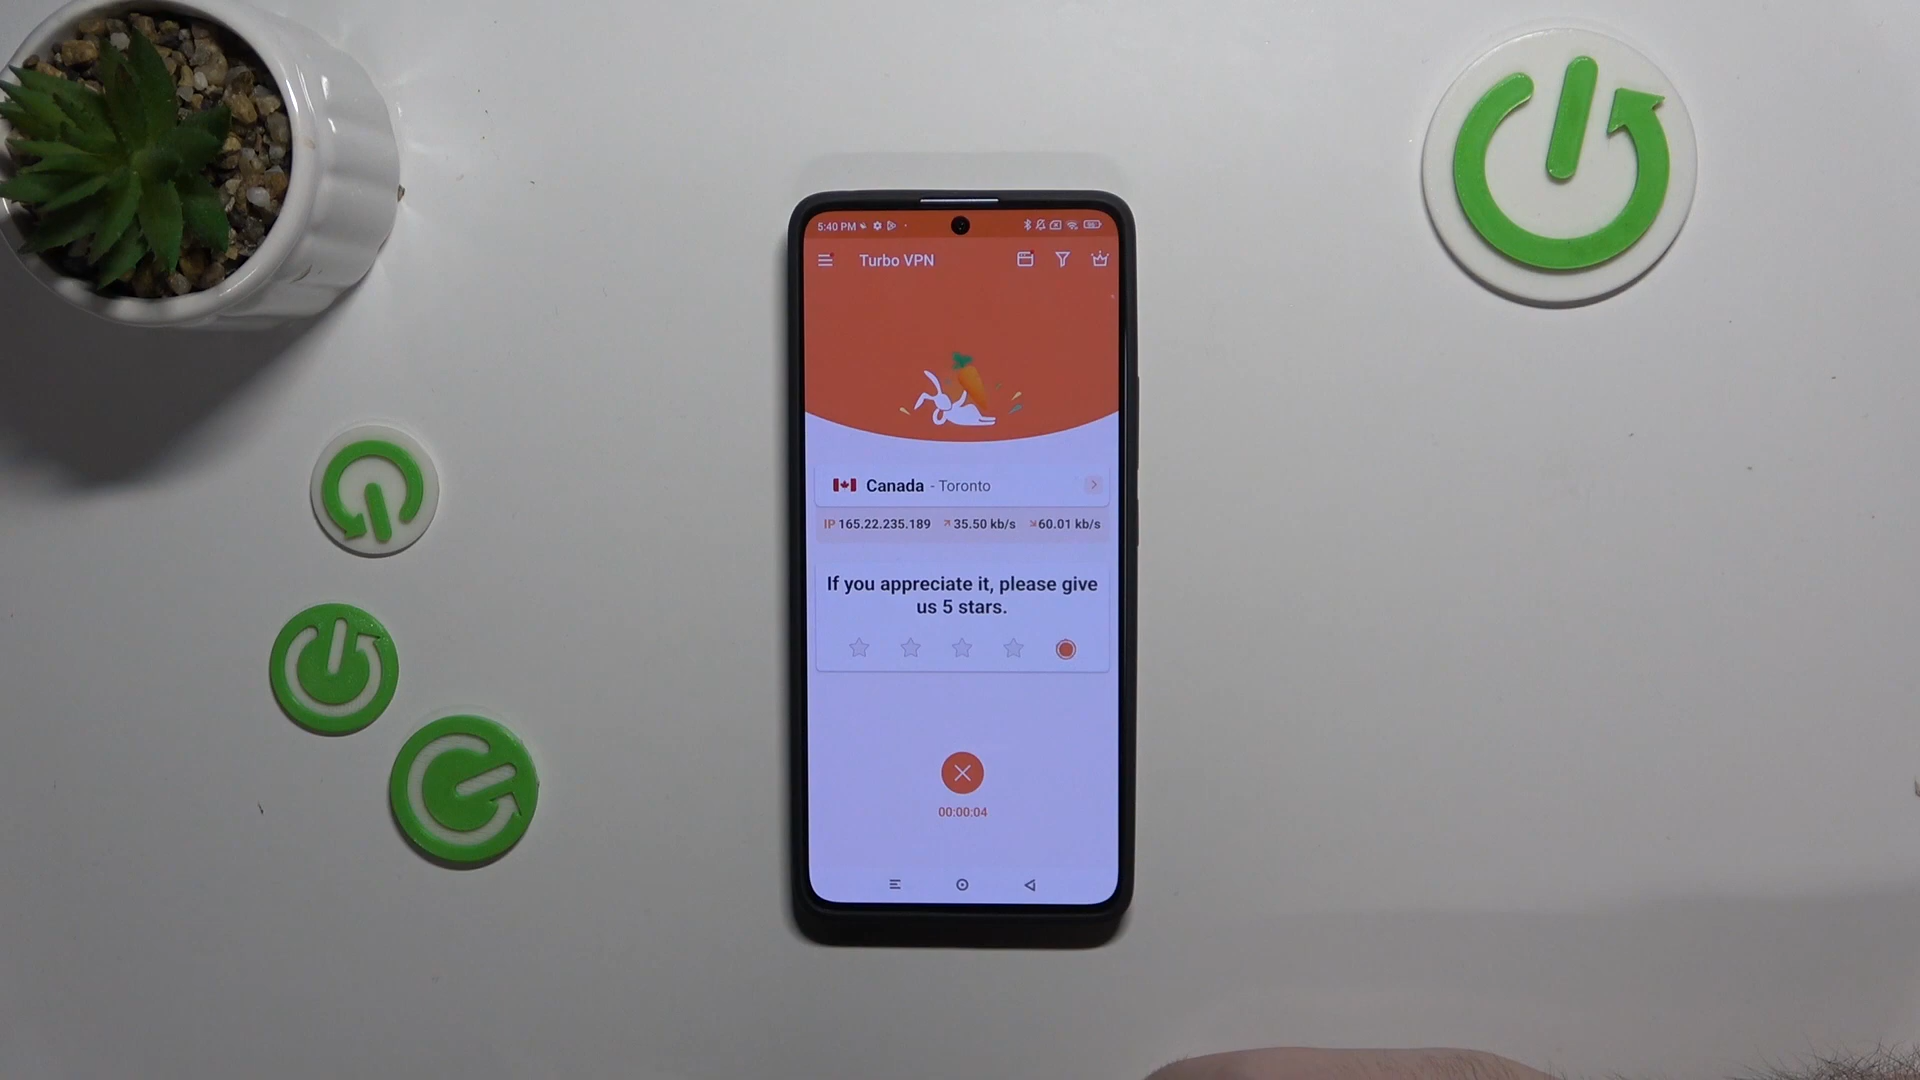 5:40 PM
Turbo VPN
Canada - Toronto
IP 165.22.235.189 35.50 kb/s 60.01 kb/s
If you appreciate it, please give
us 5 stars.
00:00:04